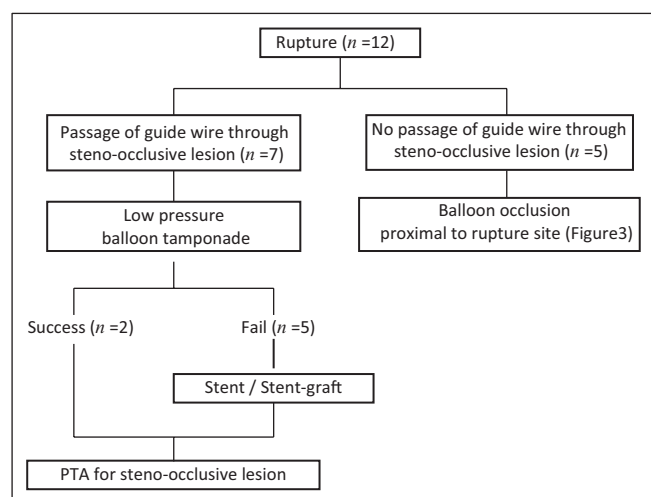 Rupture (n =12)
Passage of guide wire through
steno-occlusive lesion (n =7)
No passage of guide wire through
steno-occlusive lesion (n =5)
Low pressure
balloon tamponade
Balloon occlusion
proximal to rupture site (Figure3)
Success (n =2)
Fail (n =5)
Stent / Stent-graft
PTA for steno-occlusive lesion